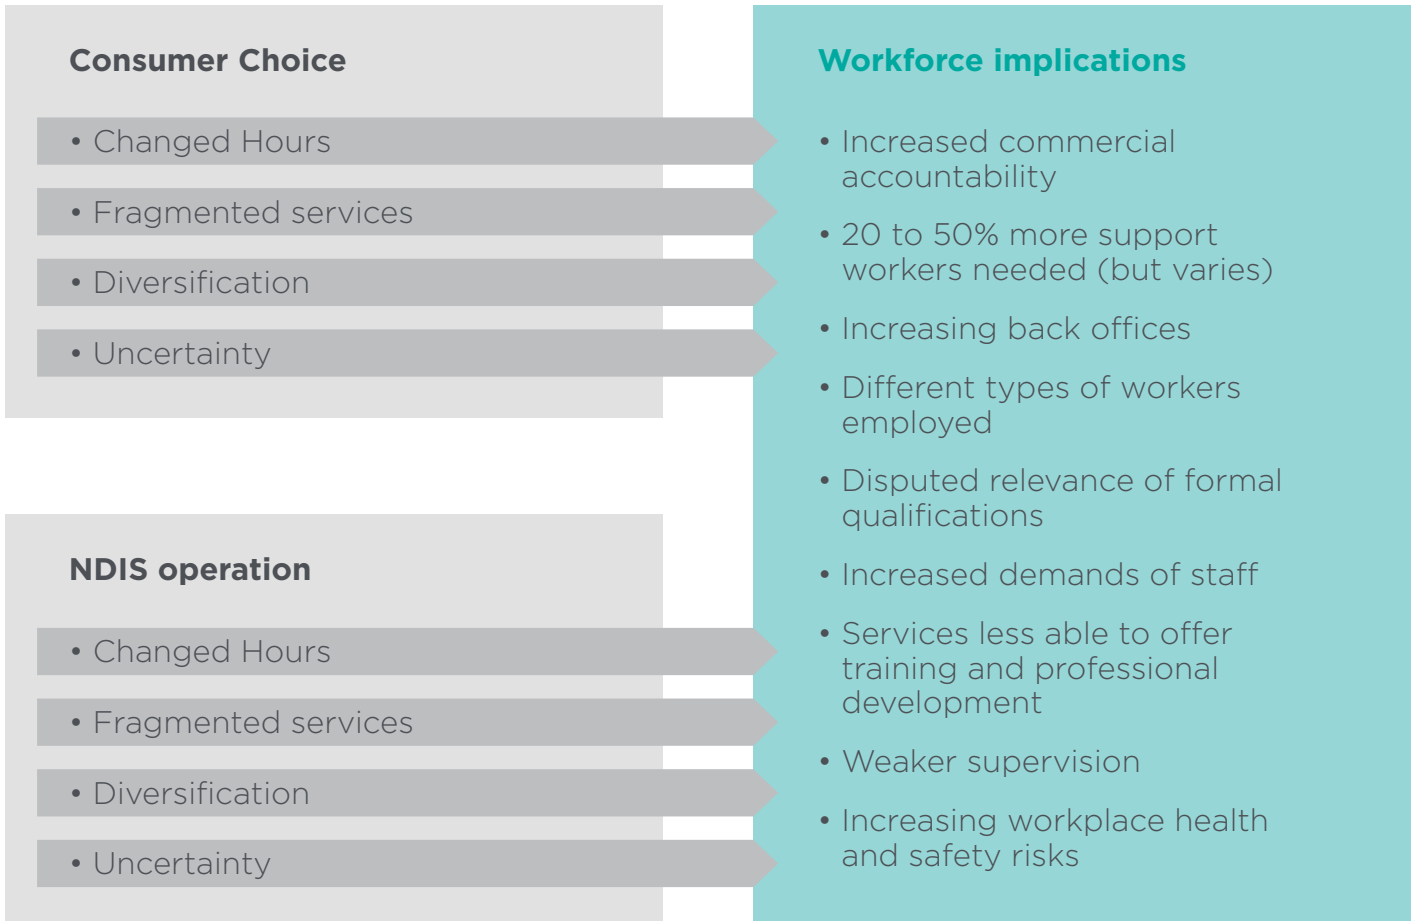 Consumer Choice
• Changed Hours
• Fragmented services
• Diversification
• Uncertainty
NDIS operation
• Changed Hours
• Fragmented services
• Diversification
• Uncertainty
Workforce implications
• Increased commercial
accountability
• 20 to 50% more support
workers needed (but varies)
• Increasing back offices
• Different types of workers
employed
• Disputed relevance of formal
qualifications
• Increased demands of staff
• Services less able to offer
training and professional
development
• Weaker supervision
• Increasing workplace health
and safety risks